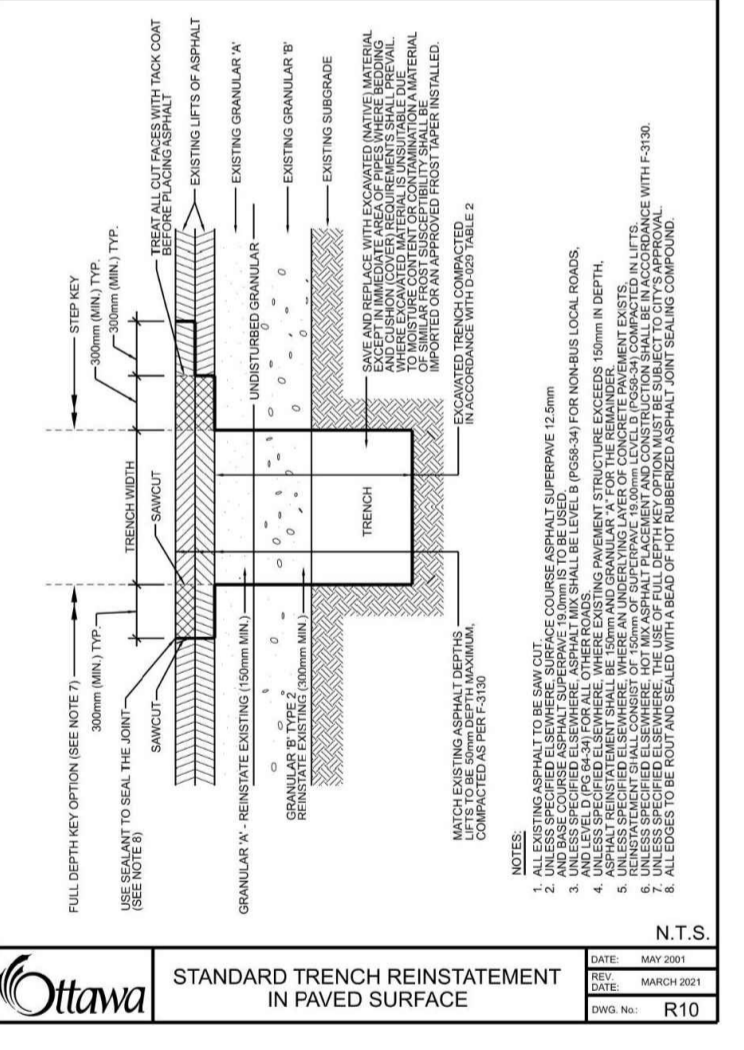 FULL DEPTH KEY OPTION (SEE NOTE 7)
STEP KEY
300mm (MIN.) TYP.
300mm (MIN.) TYP.
300mm (MIN.) TYP.
TRENCH WIDTH
USE SEALANT TO SEAL THE JOINT
(SEE NOTE 8)
SAWCUT
SAWCUT
TREAT ALL CUT FACES WITH TACK COAT
BEFORE PLACING ASPHALT
EXISTING LIFTS OF ASPHALT
EXISTING GRANULAR 'A'
UNDISTURBED GRANULAR
EXISTING GRANULAR 'B'
EXISTING SUBGRADE
GRANULAR 'A' - REINSTATE EXISTING (150mm MIN.)
GRANULAR 'B' TYPE 2
REINSTATE EXISTING (300mm MIN.)
TRENCH
SAVE AND REPLACE WITH EXCAVATED (NATIVE) MATERIAL
EXCEPT IN IMMEDIATE AREA OF PIPES WHERE BEDDING
AND CUSHION (COVER) REQUIREMENTS SHALL PREVAIL.
WHERE EXCAVATED MATERIAL IS UNSUITABLE DUE
TO MOISTURE CONTENT OR CONTAMINATION A MATERIAL
OF SIMILAR FROST SUSCEPTIBILITY SHALL BE
IMPORTED OR AN APPROVED FROST TAPER INSTALLED.
MATCH EXISTING ASPHALT DEPTHS
LIFTS TO BE 50mm DEPTH MAXIMUM,
COMPACTED AS PER F-3130
EXCAVATED TRENCH COMPACTED
IN ACCORDANCE WITH D-029 TABLE 2
NOTES:
1. ALL EXISTING ASPHALT TO BE SAW CUT.
2. UNLESS SPECIFIED ELSEWHERE, SURFACE COURSE ASPHALT SUPERPAVE 12.5mm
AND BASE COURSE ASPHALT SUPERPAVE 19.0mm IS TO BE USED.
3. UNLESS SPECIFIED ELSEWHERE, ASPHALT MIX SHALL BE LEVEL B (PG58-34) FOR NON-BUS LOCAL ROADS,
AND LEVEL D (PG 64-34) FOR ALL OTHER ROADS.
4. UNLESS SPECIFIED ELSEWHERE, WHERE EXISTING PAVEMENT STRUCTURE EXCEEDS 150mm IN DEPTH,
ASPHALT REINSTATEMENT SHALL BE 150mm AND GRANULAR "A" FOR THE REMAINDER.
5. UNLESS SPECIFIED ELSEWHERE, WHERE AN UNDERLYING LAYER OF CONCRETE PAVEMENT EXISTS,
REINSTATEMENT SHALL CONSIST OF 150mm OF SUPERPAVE 19.00mm LEVEL B (PG58-34) COMPACTED IN LIFTS.
6. UNLESS SPECIFIED ELSEWHERE, HOT MIX ASPHALT PLACEMENT AND CONSTRUCTION SHALL BE IN ACCORDANCE WITH F-3130.
7. UNLESS SPECIFIED ELSEWHERE, THE USE OF FULL DEPTH KEY OPTION MUST BE SUBJECT TO CITY'S APPROVAL.
8. ALL EDGES TO BE ROUT AND SEALED WITH A BEAD OF HOT RUBBERIZED ASPHALT JOINT SEALING COMPOUND.
N.T.S.
Ottawa
STANDARD TRENCH REINSTATEMENT
IN PAVED SURFACE
DATE: MAY 2001
REV. DATE: MARCH 2021
DWG. No.: R10